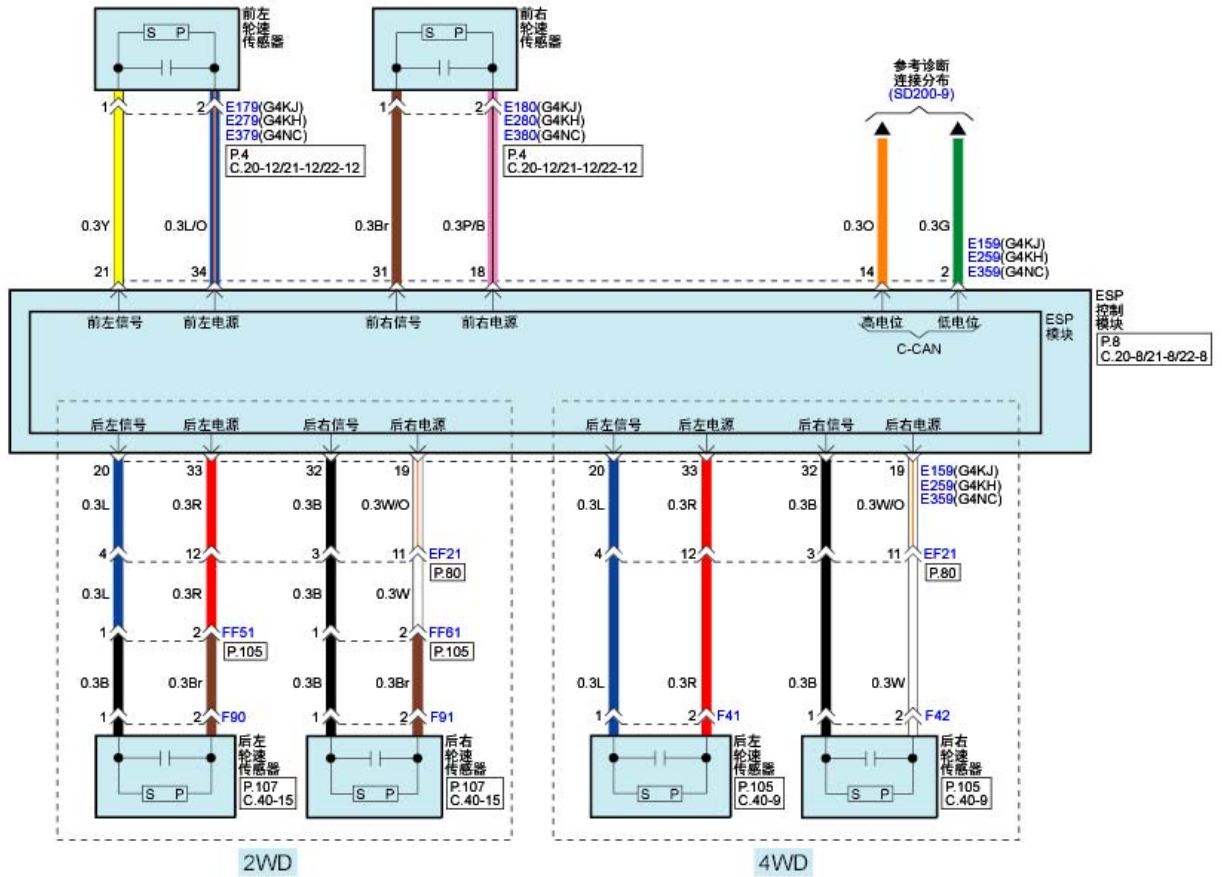 前左
轮速
传感器
S P
前右
轮速
传感器
S P
参考诊断
连接分布
(SD200-9)
1 2 E179(G4KJ)
E279(G4KH)
E379(G4NC)
P.4
C.20-12/21-12/22-12
1 2 E180(G4KJ)
E280(G4KH)
E380(G4NC)
P.4
C.20-12/21-12/22-12
0.3Y 0.3L/O 0.3Br 0.3P/B 0.3O 0.3G
E159(G4KJ)
E259(G4KH)
E359(G4NC)
21 34 31 18 14 2
ESP
控制
模块
P.8
C.20-8/21-8/22-8
前左信号 前左电源 前右信号 前右电源 高电位 低电位
C-CAN
ESP
模块
后左信号 后左电源 后右信号 后右电源 后左信号 后左电源 后右信号 后右电源
20 33 32 19 20 33 32 19 E159(G4KJ)
E259(G4KH)
E359(G4NC)
0.3L 0.3R 0.3B 0.3W/O 0.3L 0.3R 0.3B 0.3W/O
4 12 3 11 EF21 4 12 3 11 EF21
P.80 P.80
0.3L 0.3R 0.3B 0.3W
1 2 FF51 1 2 FF61
P.105 P.105
0.3B 0.3Br 0.3B 0.3Br 0.3L 0.3R 0.3B 0.3W
1 2 F90 1 2 F91 1 2 F41 1 2 F42
后左
轮速
传感器
P.107
C.40-15
S P
后右
轮速
传感器
P.107
C.40-15
S P
后左
轮速
传感器
P.105
C.40-9
S P
后右
轮速
传感器
P.105
C.40-9
S P
2WD 4WD